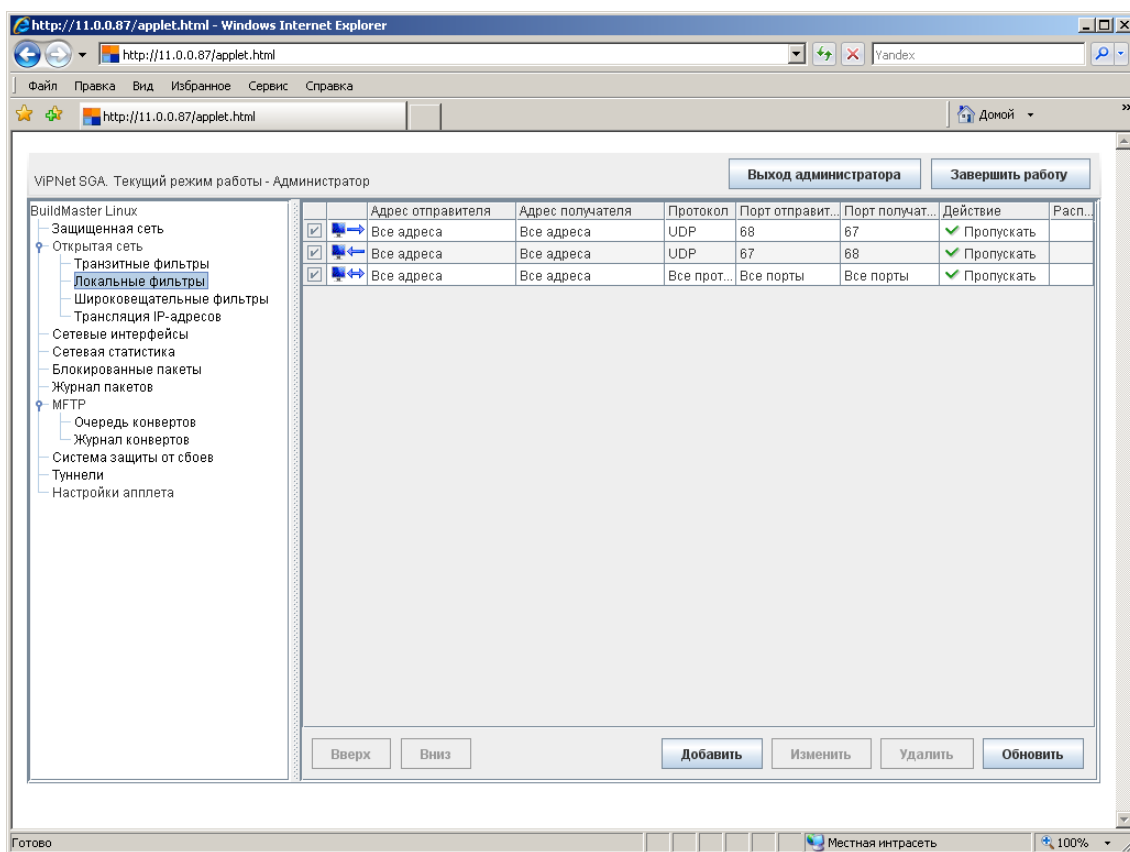 http://11.0.0.87/applet.html - Windows Internet Explorer
http://11.0.0.87/applet.html
Yandex
Файл Правка Вид Избранное Сервис Справка
http://11.0.0.87/applet.html
Домой
ViPNet SGA. Текущий режим работы - Администратор
Выход администратора
Завершить работу
BuildMaster Linux
Защищенная сеть
Открытая сеть
Транзитные фильтры
Локальные фильтры
Широковещательные фильтры
Трансляция IP-адресов
Сетевые интерфейсы
Сетевая статистика
Блокированные пакеты
Журнал пакетов
MFTP
Очередь конвертов
Журнал конвертов
Система защиты от сбоев
Туннели
Настройки апплета
Адрес отправителя Адрес получателя Протокол Порт отправит... Порт получат... Действие Расп...
Все адреса Все адреса UDP 68 67 Пропускать
Все адреса Все адреса UDP 67 68 Пропускать
Все адреса Все адреса Все прот... Все порты Все порты Пропускать
Вверх Вниз Добавить Изменить Удалить Обновить
Готово
Местная интрасеть
100%